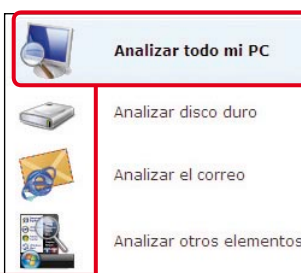 Analizar todo mi PC
Analizar disco duro
Analizar el correo
Analizar otros elementos